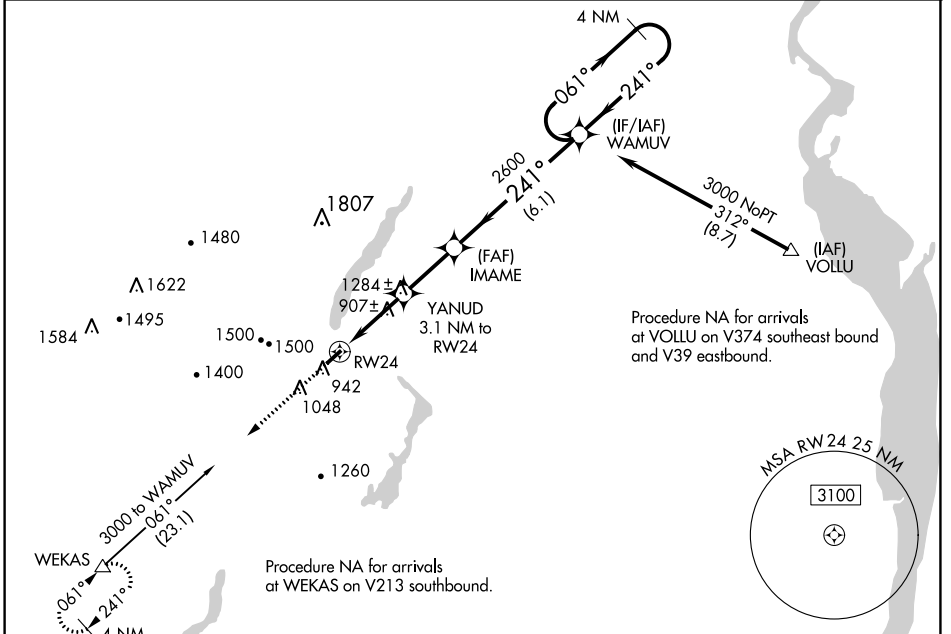 4 NM
061°
241°
(IF/IAF)
WAMUV
2600
241°
(6.1)
3000 NoPT
312°
(8.7)
(IAF)
VOLLU
1807
1480
(FAF)
IMAME
1622
1284 ±
907 ±
YANUD
3.1 NM to
RW24
1495
1584
Procedure NA for arrivals
at VOLLU on V374 southeast bound
and V39 eastbound.
1500
1500
RW24
1400
942
1048
MSA RW 24 25 NM
3100
1260
3000 to WAMUV
061°
(23.1)
WEKAS
Procedure NA for arrivals
at WEKAS on V213 southbound.
061°
241°
4 NM